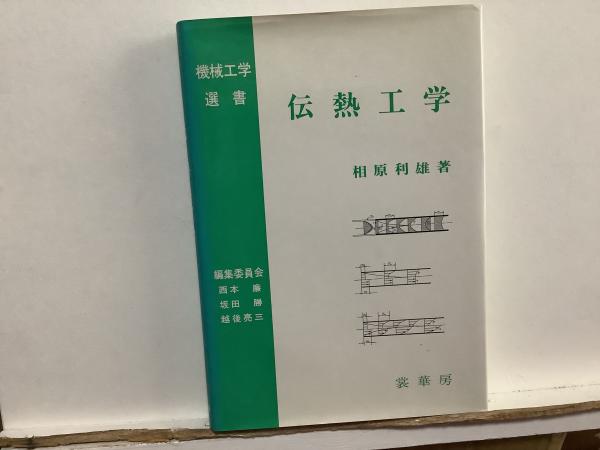 機械工学
選書
伝熱工学
相原利雄著
編集委員会
西本 廉
坂田 勝
越後亮三
裳華房